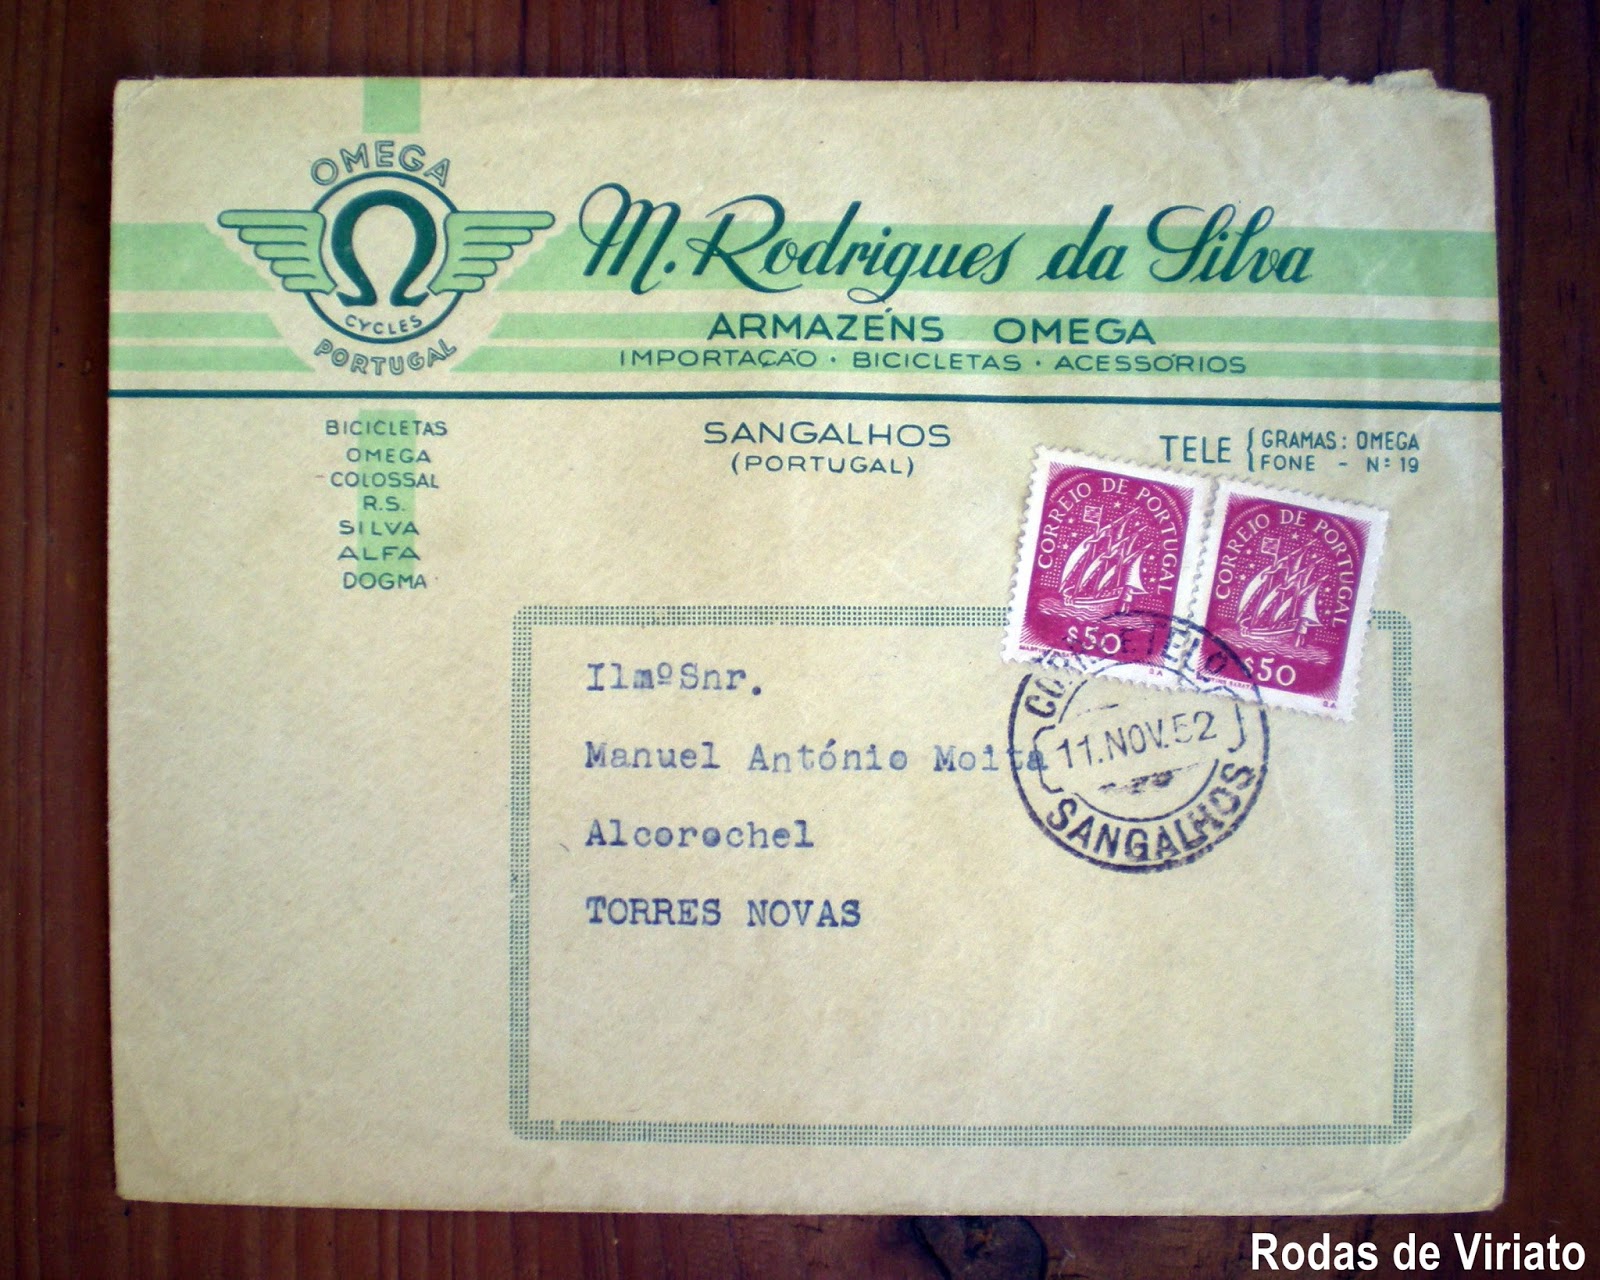 OMEGA
Ω
CYCLES
PORTUGAL
M. Rodrigues da Silva
ARMAZÉNS OMEGA
IMPORTAÇÃO · BICICLETAS · ACESSÓRIOS
BICICLETAS
OMEGA
COLOSSAL
R.S.
SILVA
ALFA
DOGMA
SANGALHOS
(PORTUGAL)
TELE { GRAMAS: OMEGA
FONE - Nº 19
CORREIO DE PORTUGAL
$50
CORREIO DE PORTUGAL
$50
11.NOV.52
SANGALHOS
Ilmº Snr.
Manuel António Moita
Alcorochel
TORRES NOVAS
Rodas de Viriato